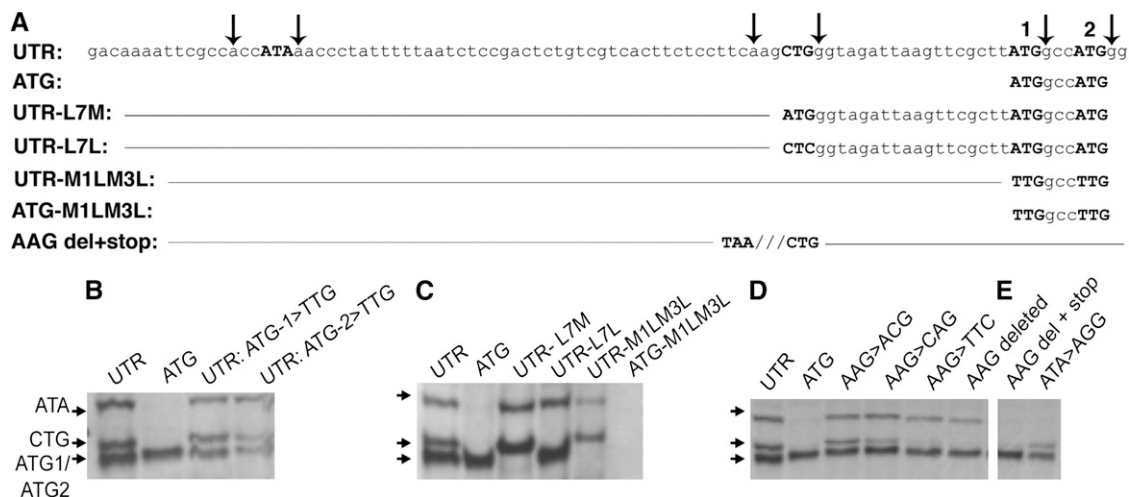 A
1 2
UTR: gacaaaattcgccaccATAaaccctatttttaatctccgactctgtcgtcacttctccttcaagCTGggtagattaagttcgcttATGgccATGgg
ATG: ATGgccATG
UTR-L7M: ATGggtagattaagttcgcttATGgccATG
UTR-L7L: CTCggtagattaagttcgcttATGgccATG
UTR-M1LM3L: TTGgccTTG
ATG-M1LM3L: TTGgccTTG
AAG del+stop: TAA///CTG
B
UTR
ATG
UTR: ATG-1>TTG
UTR: ATG-2>TTG
ATA
CTG
ATG1/
ATG2
C
UTR
ATG
UTR- L7M
UTR-L7L
UTR-M1LM3L
ATG-M1LM3L
D
UTR
ATG
AAG>ACG
AAG>CAG
AAG>TTC
AAG deleted
E
AAG del + stop
ATA>AGG